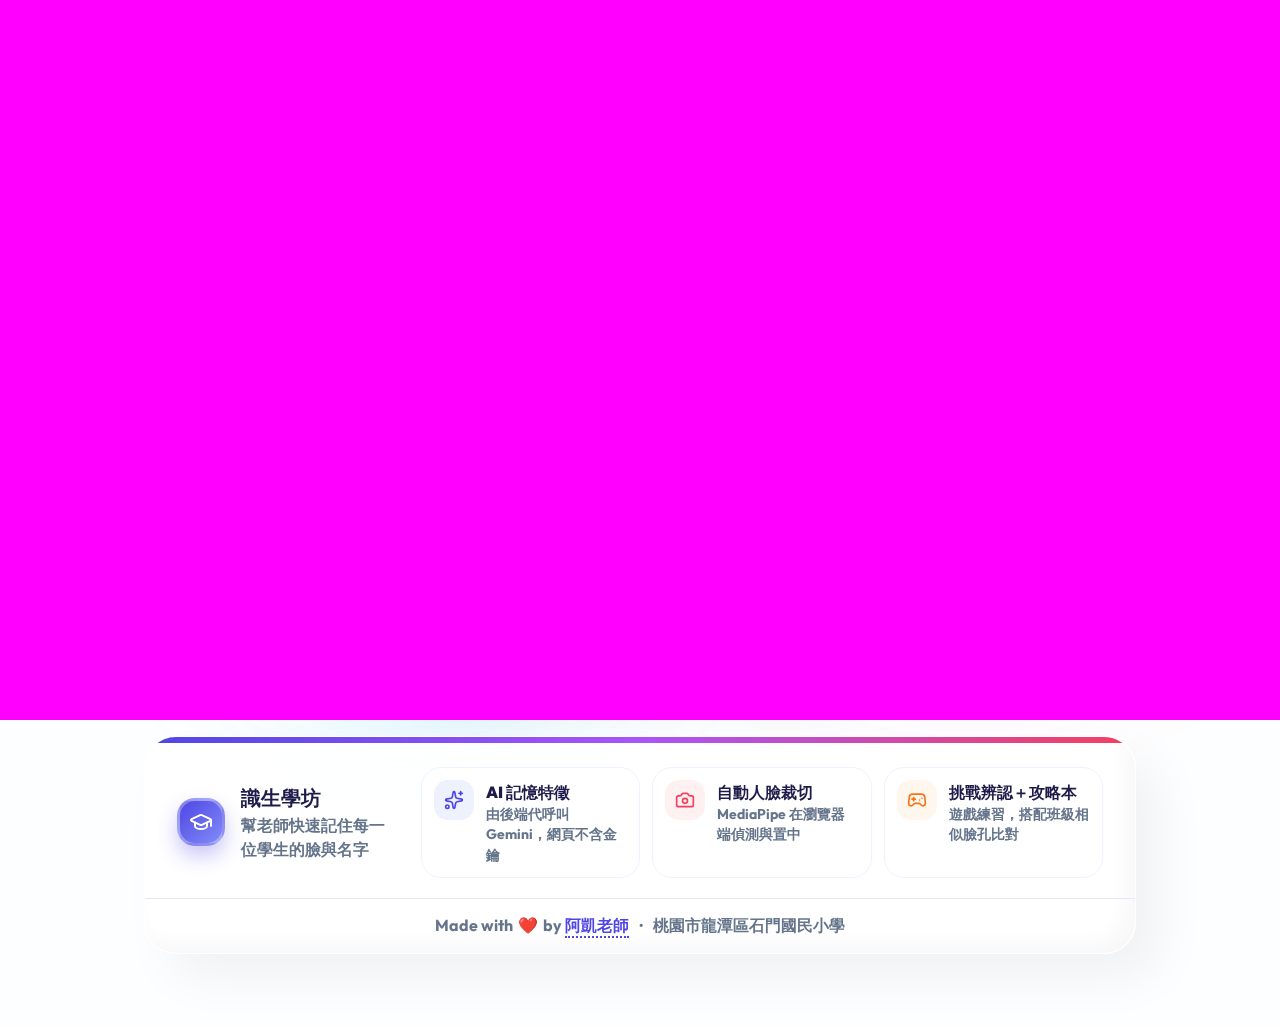 識生學坊
幫老師快速記住每一
位學生的臉與名字
AI 記憶特徵
由後端代呼叫
Gemini，網頁不含金
鑰
自動人臉裁切
MediaPipe 在瀏覽器
端偵測與置中
挑戰辨認＋攻略本
遊戲練習，搭配班級相
似臉孔比對
Made with ❤️ by 阿凱老師 · 桃園市龍潭區石門國民小學